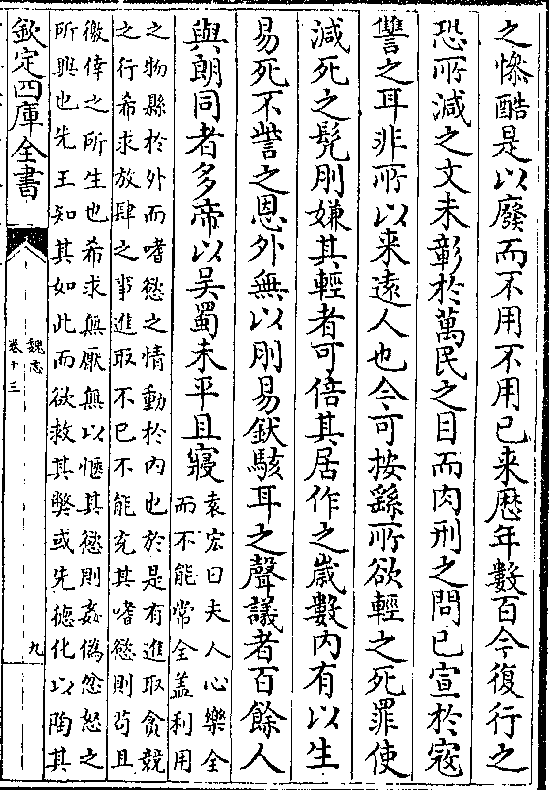 之慘酷是以廢而不用不用已来歴年數百今復行之
恐所減之文未彰於萬民之目而肉刑之問已宣於寇
讐之耳非所以来逺人也今可按繇所欲輕之死罪使
減死之髠刖嫌其輕者可倍其居作之嵗數内有以生
易死不訾之恩外無以刖易釱駭耳之聲議者百餘人
與朗同者多帝以吴蜀未平且寢
袁宏曰夫人心樂全
而不能常全盖利用
之物縣於外而嗜慾之情動於内也於是有進取貪競
之行希求放肆之事進取不已不能充其嗜慾則苟且
徼倖之所生也希求無厭無以愜其慾則姦偽忿怒之
所興也先王知其如此而欲救其弊或先徳化以陶其
欽定四庫全書
魏志
卷十三
九